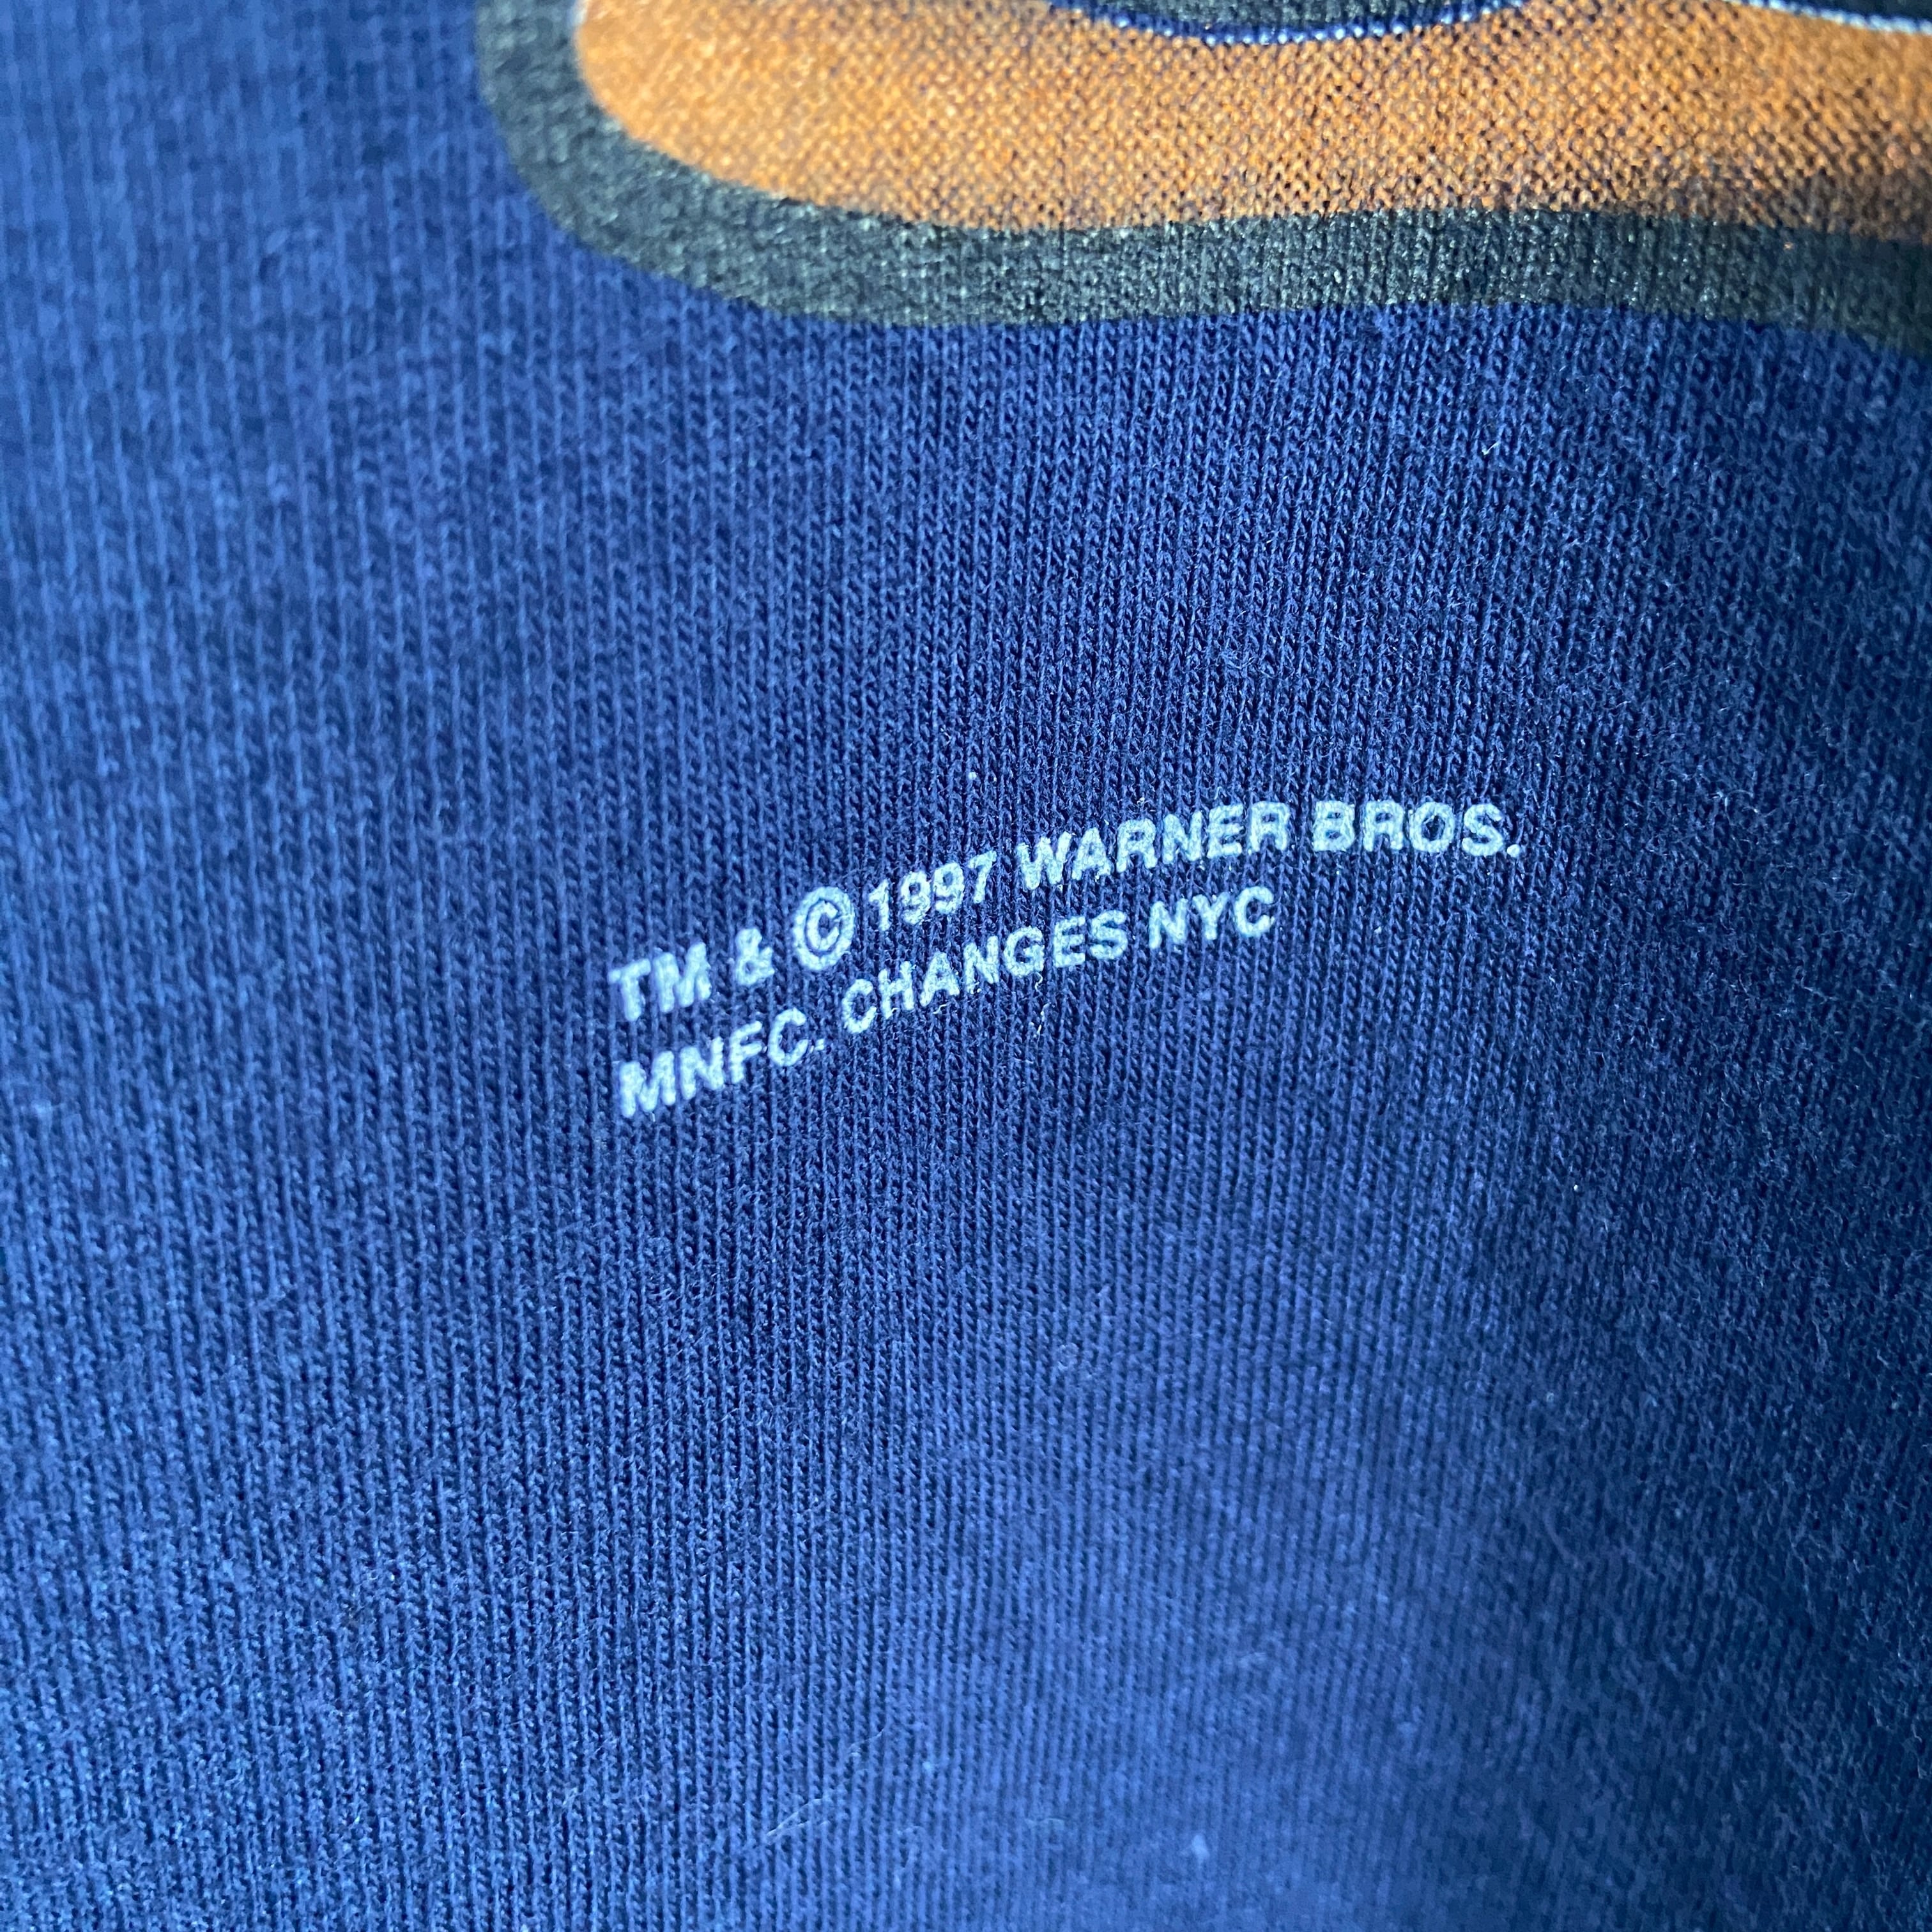 TM & © 1997 WARNER BROS.
MNFC. CHANGES NYC